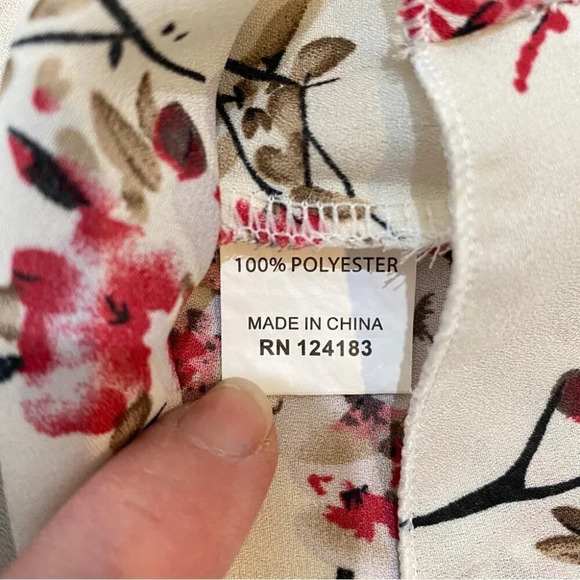 100% POLYESTER
MADE IN CHINA
RN 124183